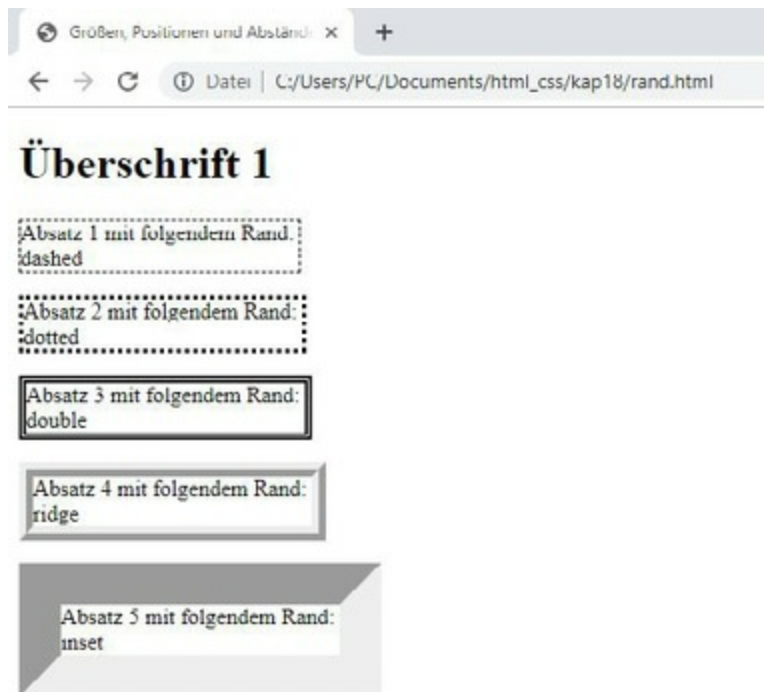 Größen, Positionen und Abstände
Datei | C:/Users/PC/Documents/html_css/kap18/rand.html
Überschrift 1
Absatz 1 mit folgendem Rand:
dashed
Absatz 2 mit folgendem Rand:
dotted
Absatz 3 mit folgendem Rand:
double
Absatz 4 mit folgendem Rand:
ridge
Absatz 5 mit folgendem Rand:
inset